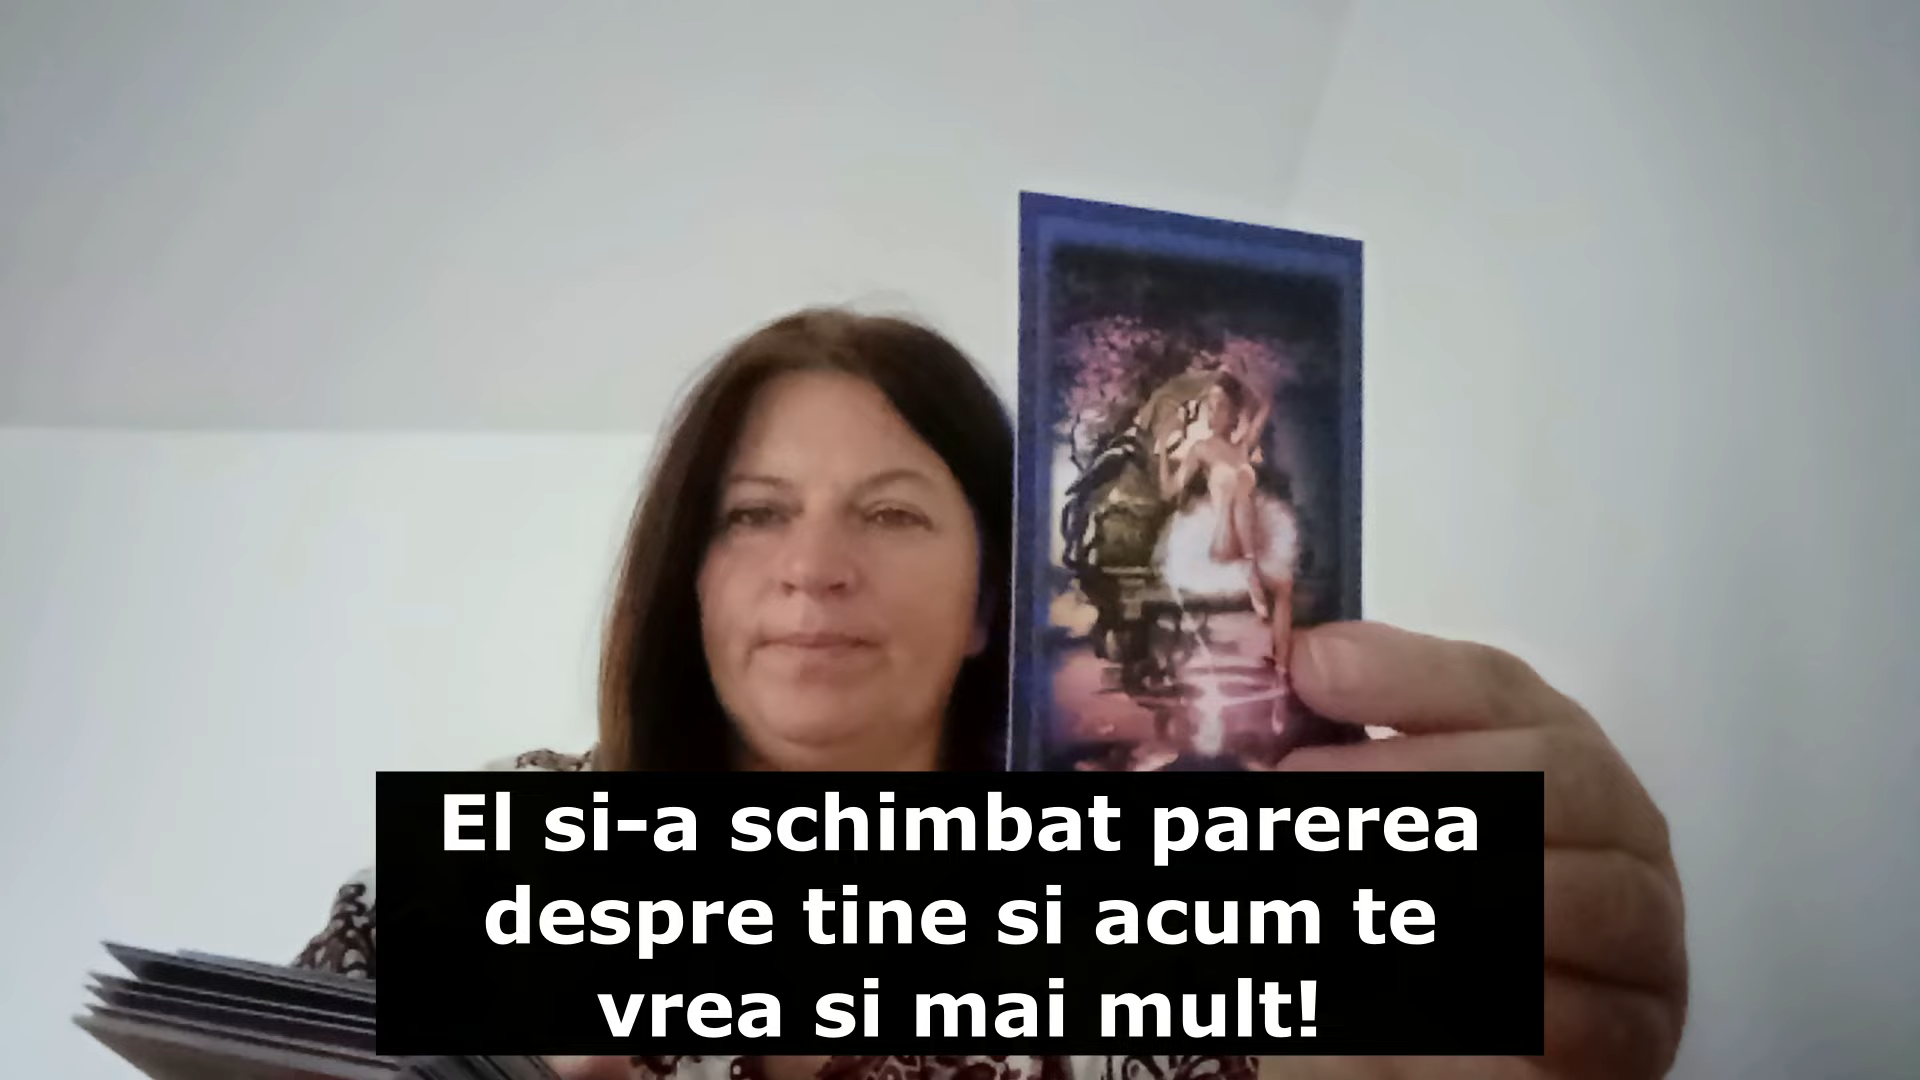 El si-a schimbat parerea
despre tine si acum te
vrea si mai mult!